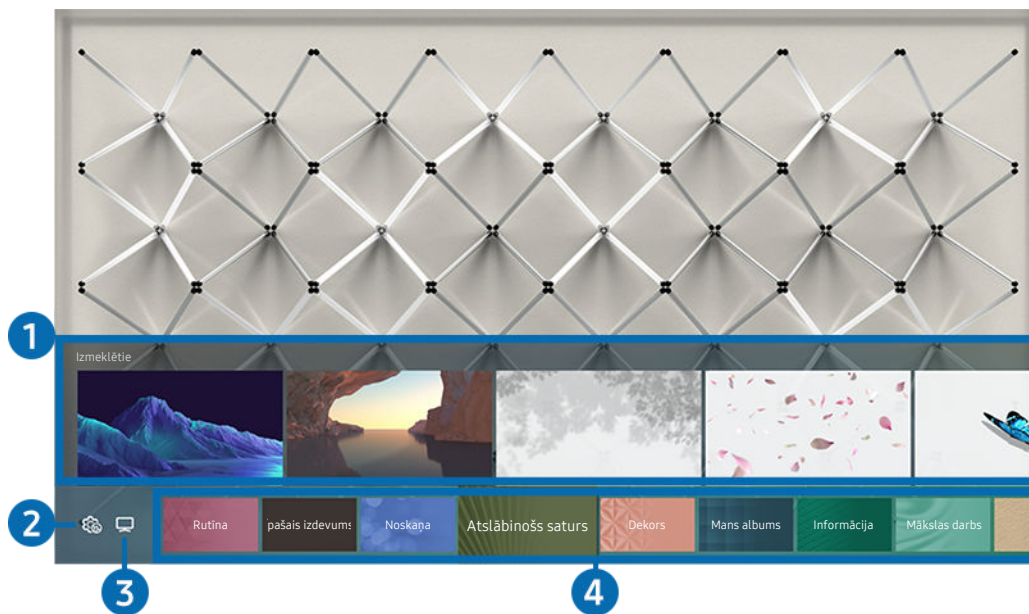 1
Izmeklētie
2
Rutīna
pašais izdevums
Noskaņa
Atslābinošs saturs
Dekors
Mans albums
Informācija
Mākslas darbs
3
4